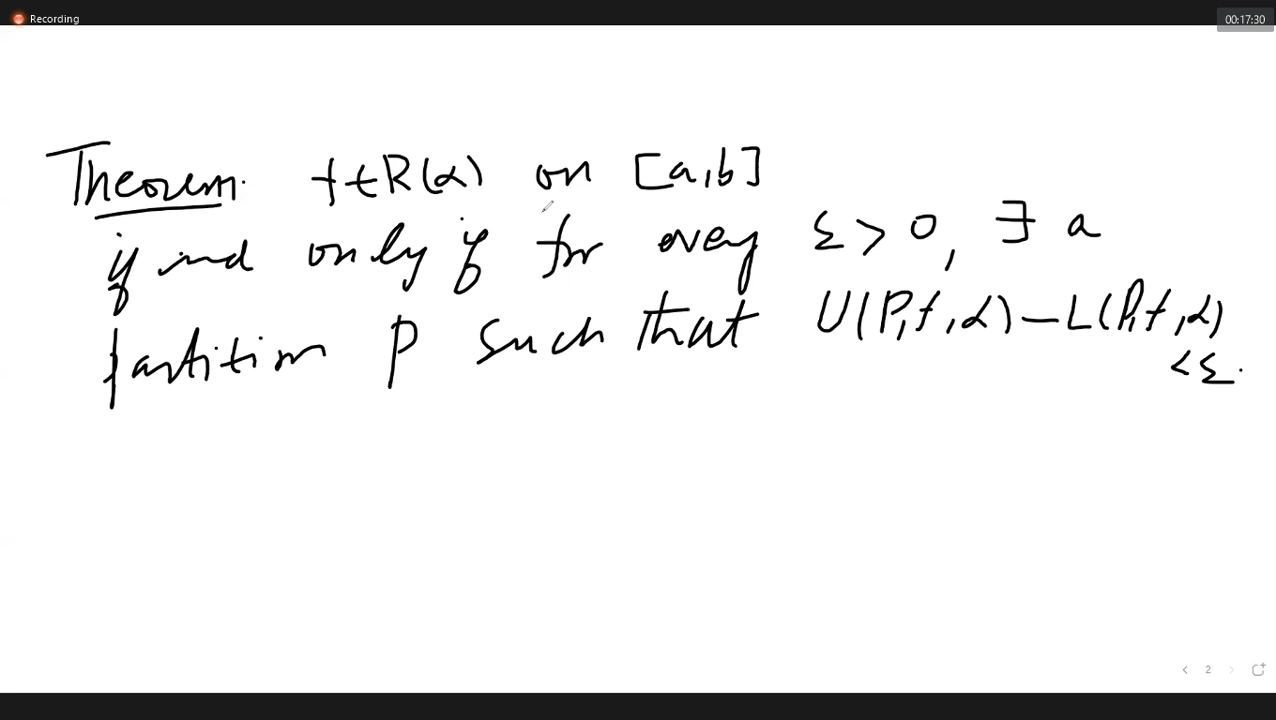 Recording
00:17:30
Theorem. f∈R(α) on [a,b]
if and only if for every ε > 0, ∃ a
partition P such that U(P,f,α) – L(P,f,α)
< ε.
2